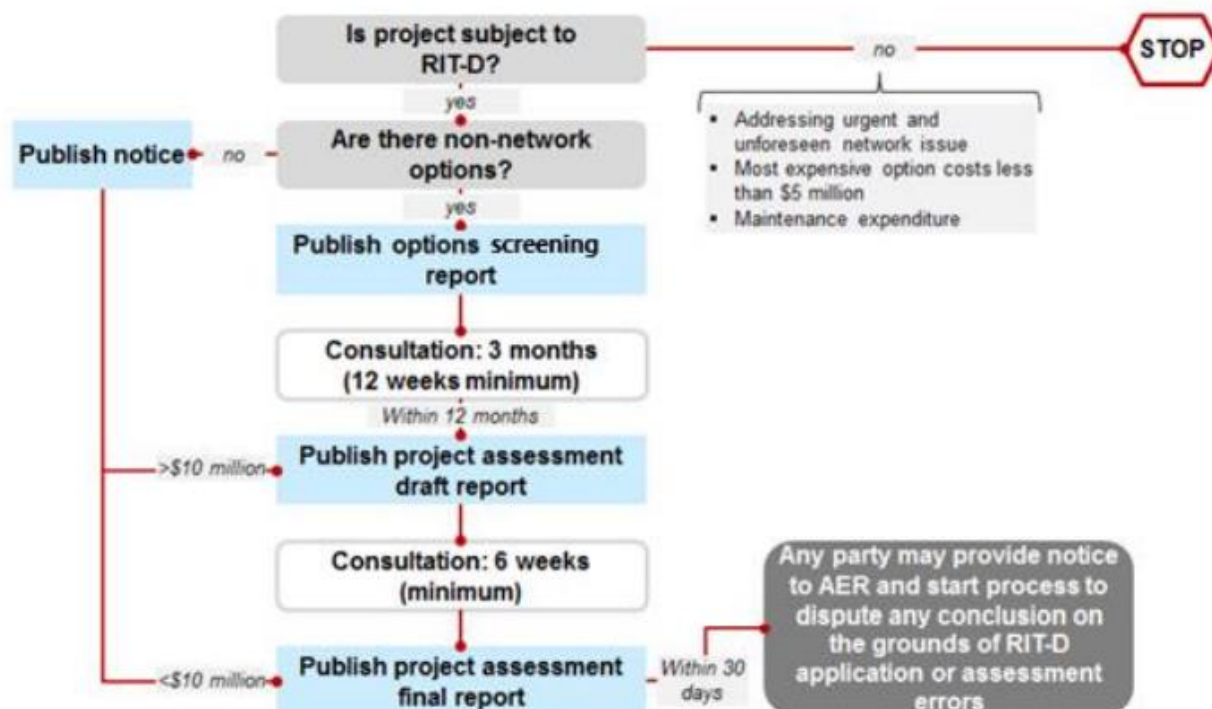 Is project subject to
RIT-D?
no
STOP
yes
Addressing urgent and
unforeseen network issue
Most expensive option costs less
than $5 million
Maintenance expenditure
Publish notice
no
Are there non-network
options?
yes
Publish options screening
report
Consultation: 3 months
(12 weeks minimum)
Within 12 months
>$10 million
Publish project assessment
draft report
Consultation: 6 weeks
(minimum)
<$10 million
Publish project assessment
final report
Within 30
days
Any party may provide notice
to AER and start process to
dispute any conclusion on
the grounds of RIT-D
application or assessment
errors